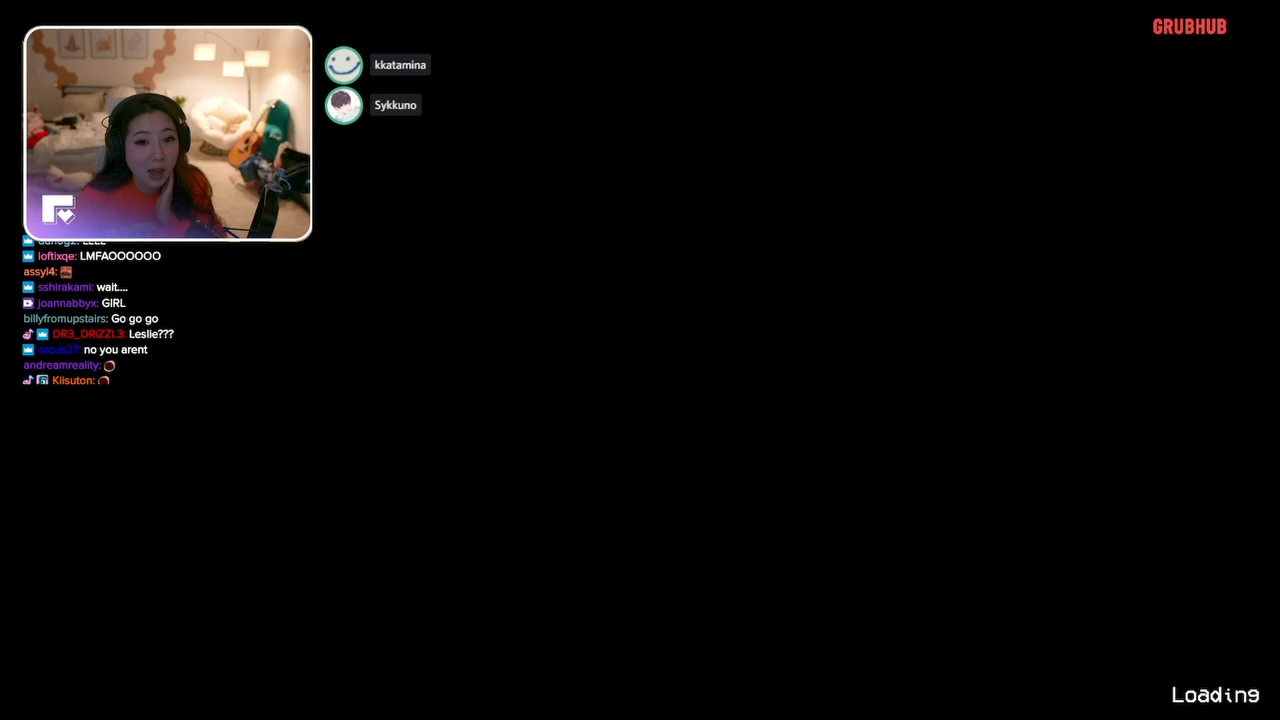 GRUBHUB
kkatamina
Sykkuno
loftixqe: LMFAOOOOOO
assyl4:
sshirakami: wait....
joannabbyx: GIRL
billyfromupstairs: Go go go
DR3_DRIZZL3: Leslie???
no you arent
andreamreality:
Kiisuton:
Loading